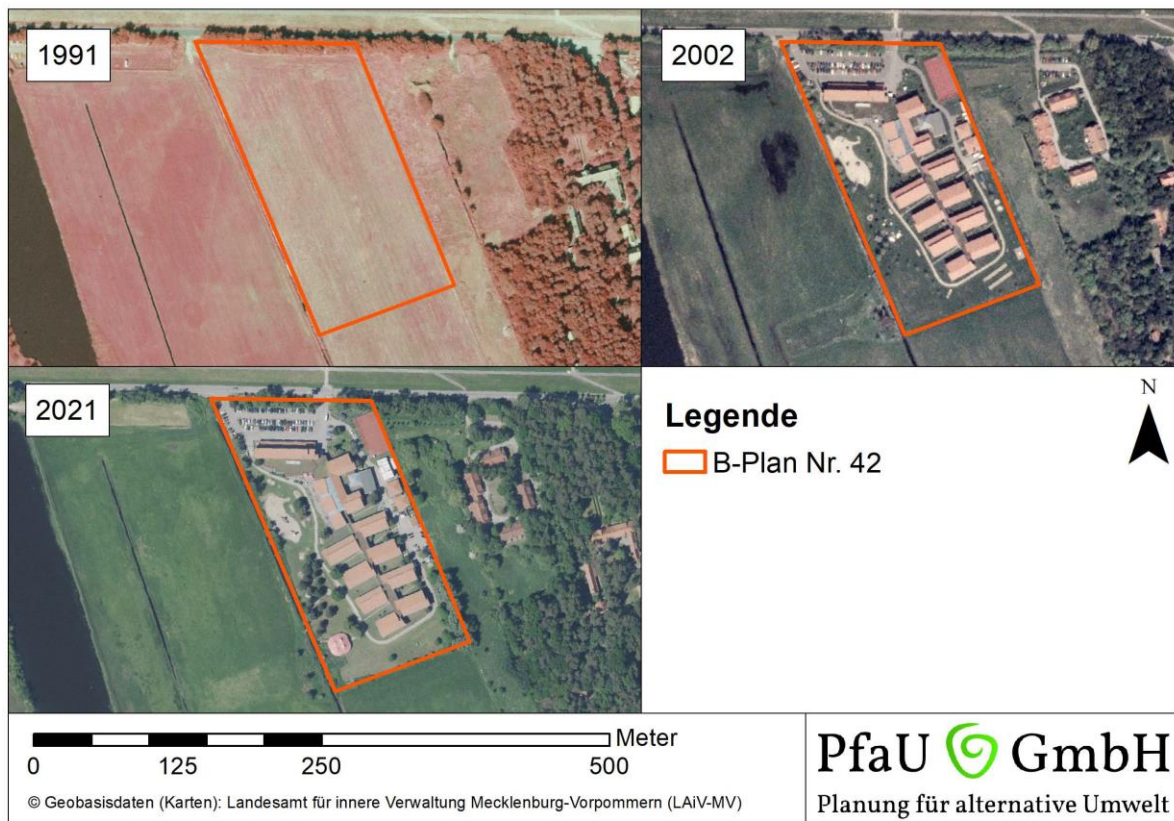 1991
2002
2021
Legende
B-Plan Nr. 42
N
Meter
0 125 250 500
© Geobasisdaten (Karten): Landesamt für innere Verwaltung Mecklenburg-Vorpommern (LAiV-MV)
PfaU GmbH
Planung für alternative Umwelt